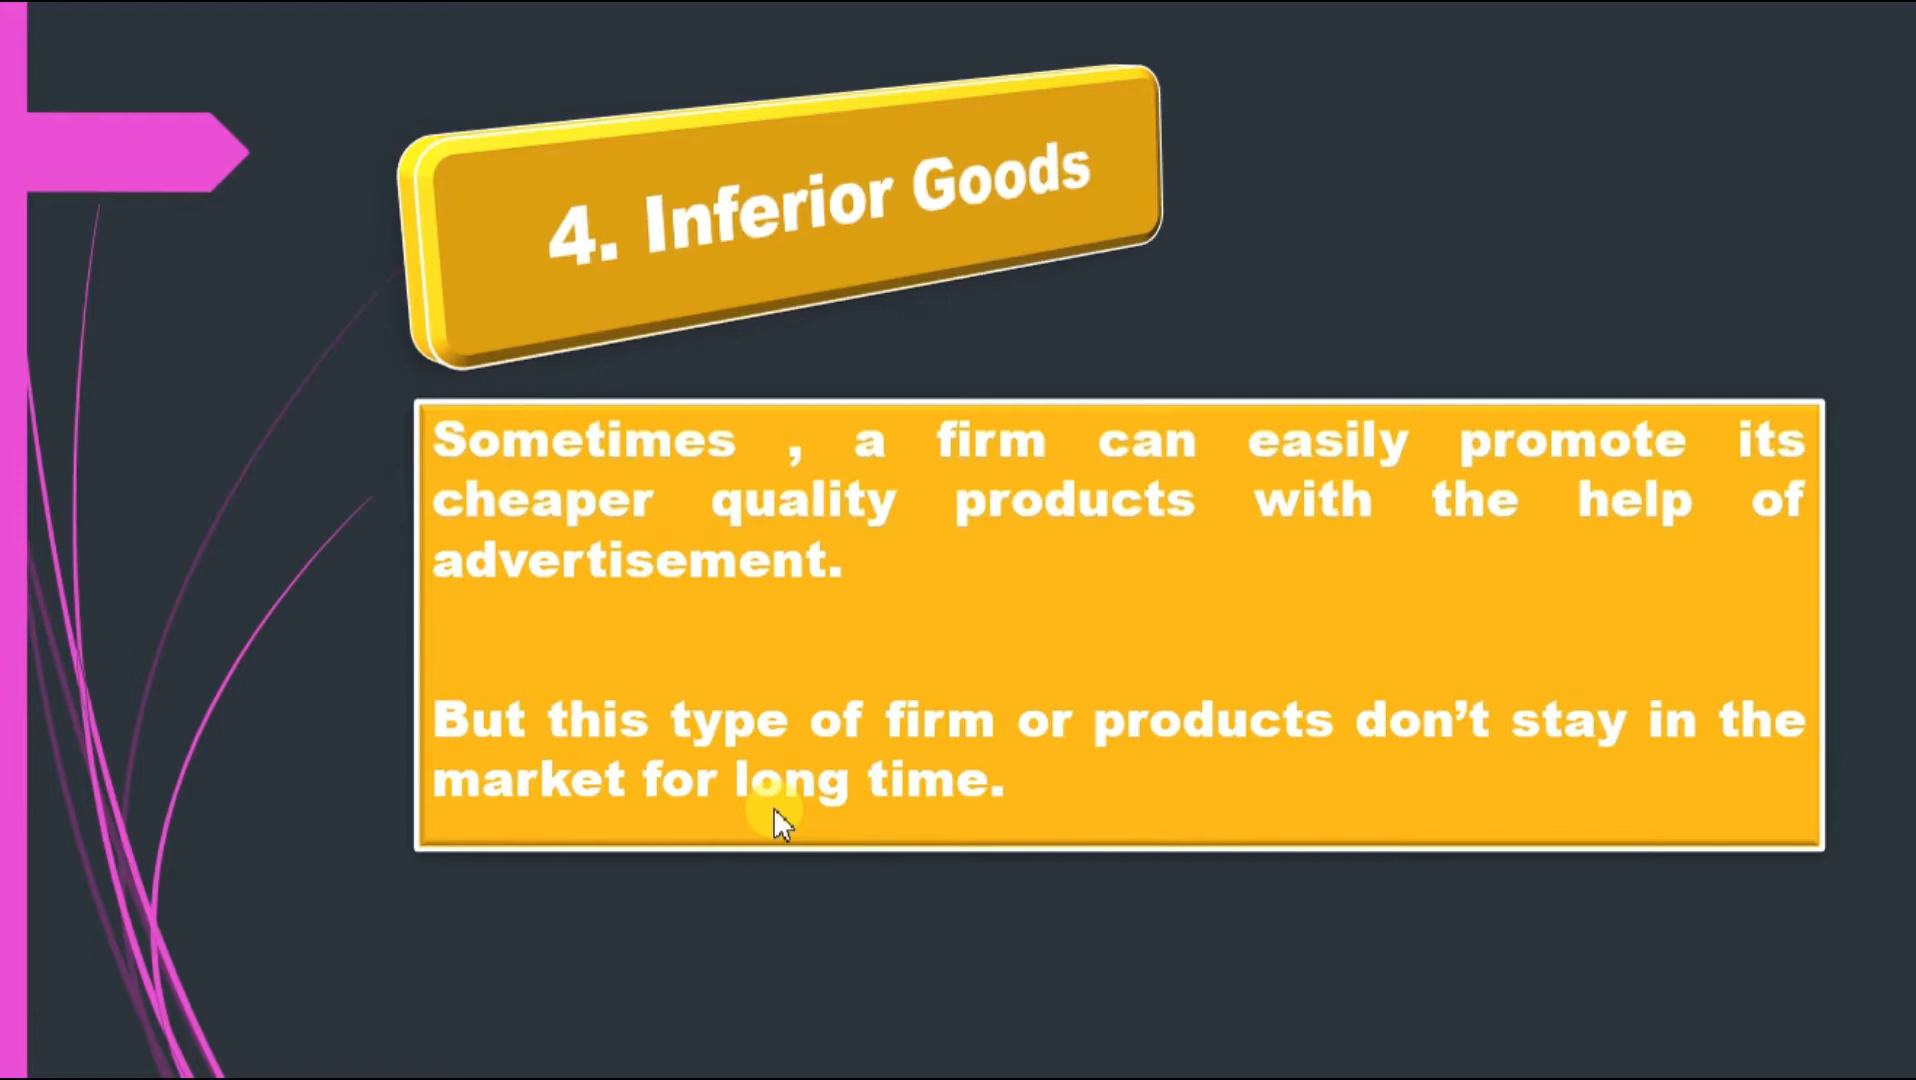 4. Inferior Goods
Sometimes , a firm can easily promote its
cheaper quality products with the help of
advertisement.
But this type of firm or products don’t stay in the
market for long time.